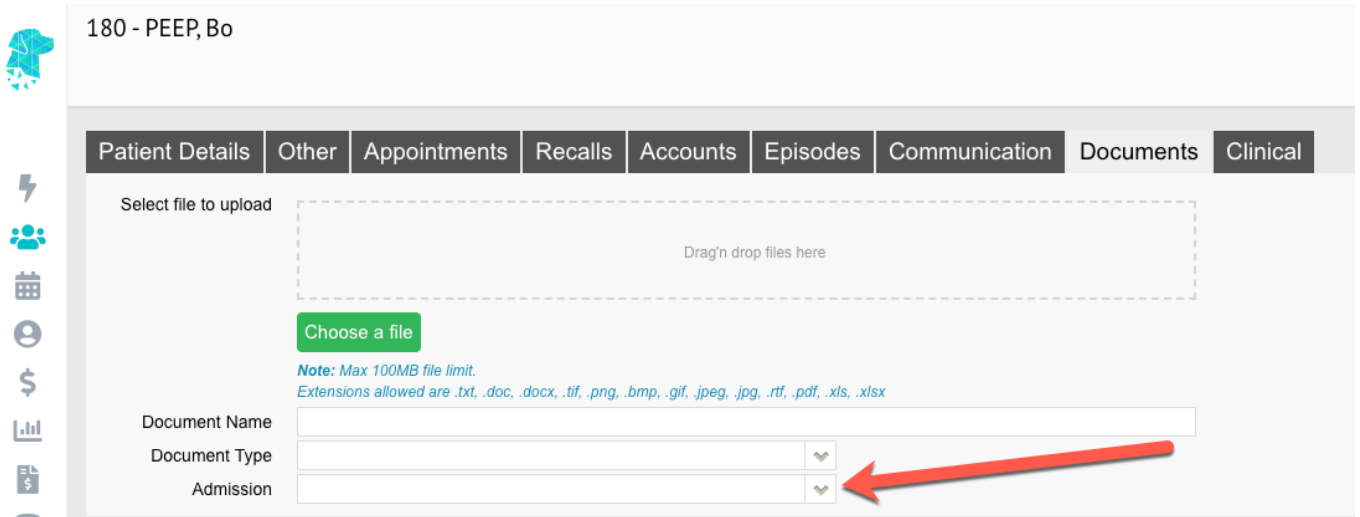 180 - PEEP, Bo
Patient Details Other Appointments Recalls Accounts Episodes Communication Documents Clinical
Select file to upload
Drag'n drop files here
Choose a file
Note: Max 100MB file limit.
Extensions allowed are .txt, .doc, .docx, .tif, .png, .bmp, .gif, .jpeg, .jpg, .rtf, .pdf, .xls, .xlsx
Document Name
Document Type
Admission